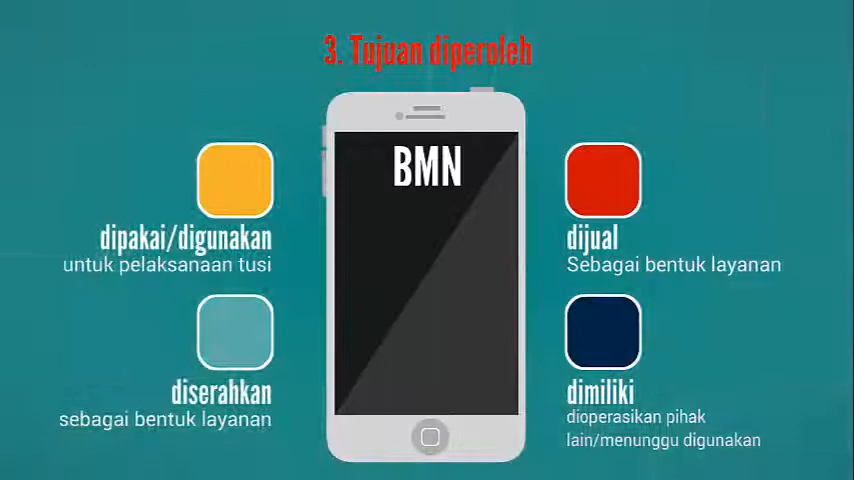 3. Tujuan diperoleh
BMN
dipakai/digunakan
untuk pelaksanaan tusi
diserahkan
sebagai bentuk layanan
dijual
Sebagai bentuk layanan
dimiliki
dioperasikan pihak
lain/menunggu digunakan